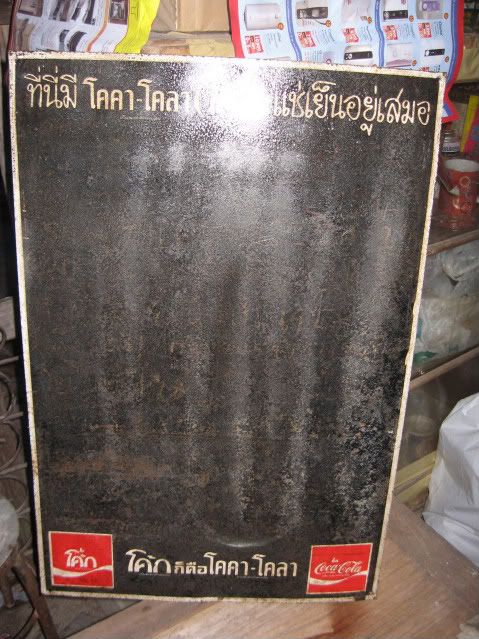 ที่นี่มี โคคา-โคลา แช่เย็นอยู่เสมอ
โค้ก
โค้กก็คือโคคา-โคลา
Coca-Cola